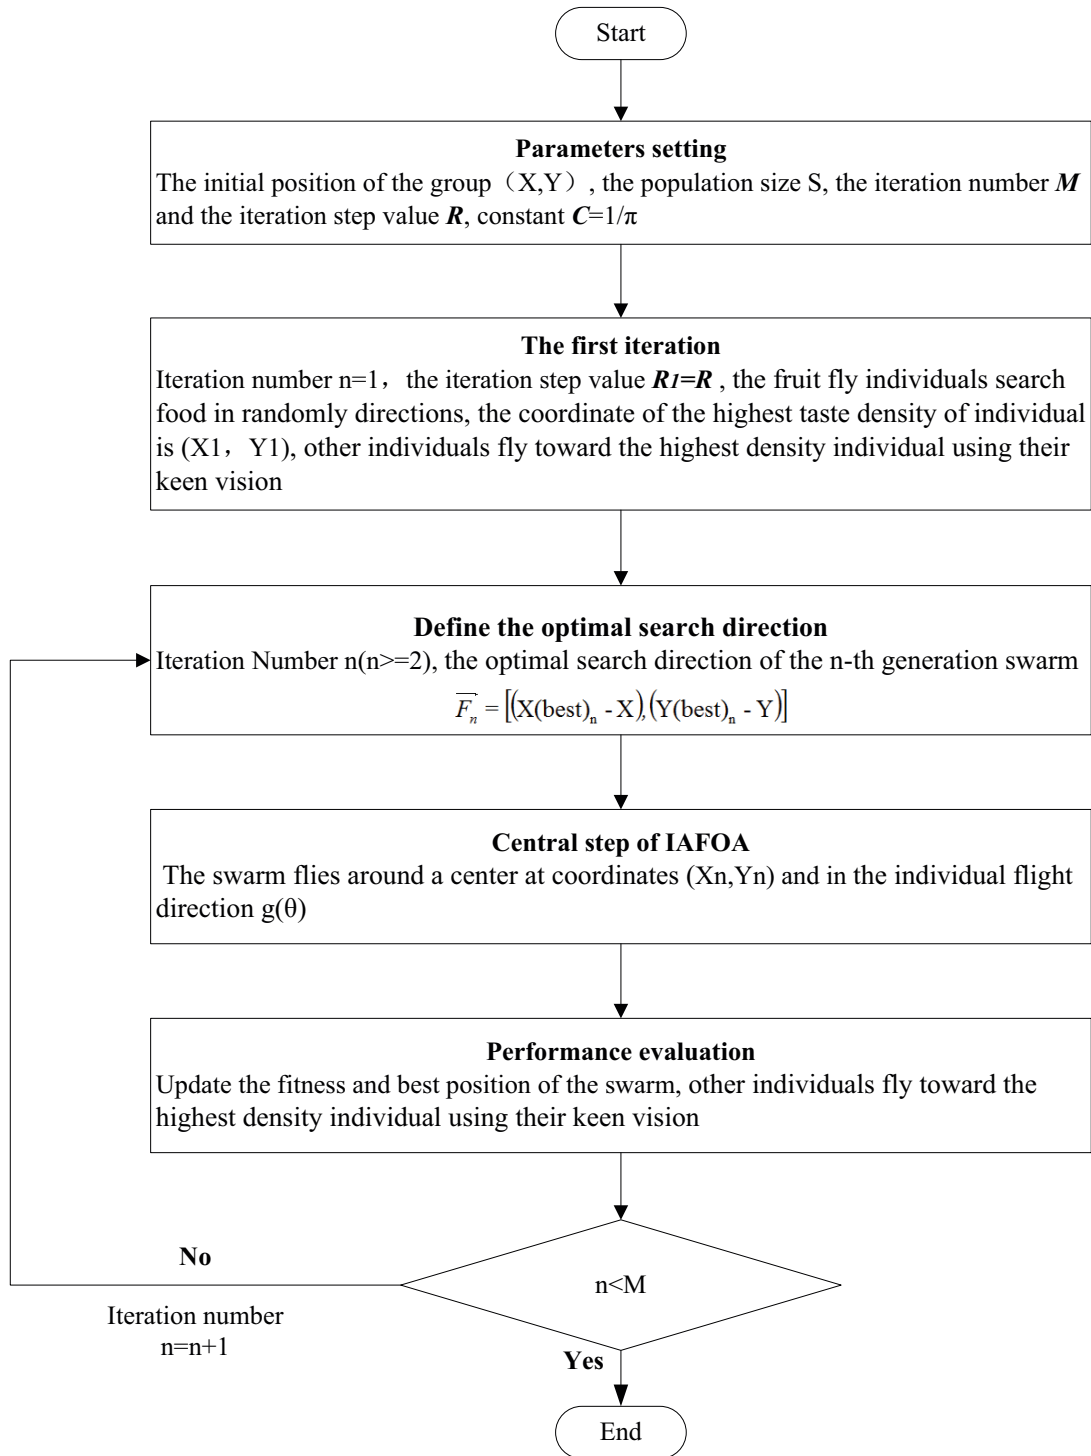 Start
Parameters setting
The initial position of the group（X,Y）, the population size S, the iteration number M
and the iteration step value R, constant C=1/π
The first iteration
Iteration number n=1，the iteration step value R1=R , the fruit fly individuals search
food in randomly directions, the coordinate of the highest taste density of individual
is (X1，Y1), other individuals fly toward the highest density individual using their
keen vision
Define the optimal search direction
Iteration Number n(n>=2), the optimal search direction of the n-th generation swarm
$\overline{F_n} = [(X(best)_n - X), (Y(best)_n - Y)]$
Central step of IAFOA
The swarm flies around a center at coordinates (Xn,Yn) and in the individual flight
direction g(θ)
Performance evaluation
Update the fitness and best position of the swarm, other individuals fly toward the
highest density individual using their keen vision
No
n<M
Iteration number
n=n+1
Yes
End